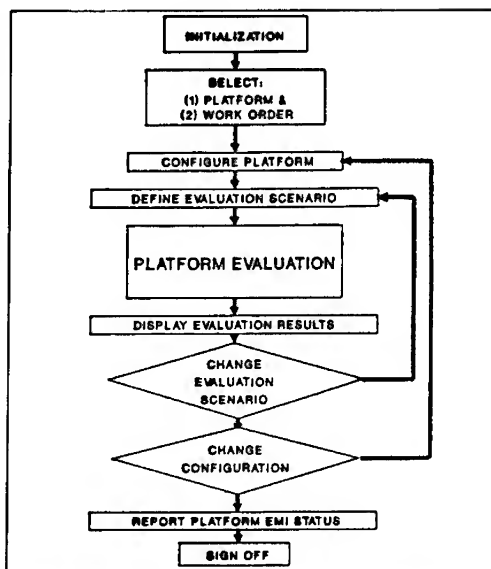 INITIALIZATION
SELECT:
(1) PLATFORM &
(2) WORK ORDER
CONFIGURE PLATFORM
DEFINE EVALUATION SCENARIO
PLATFORM EVALUATION
DISPLAY EVALUATION RESULTS
CHANGE
EVALUATION
SCENARIO
CHANGE
CONFIGURATION
REPORT PLATFORM EMI STATUS
SIGN OFF